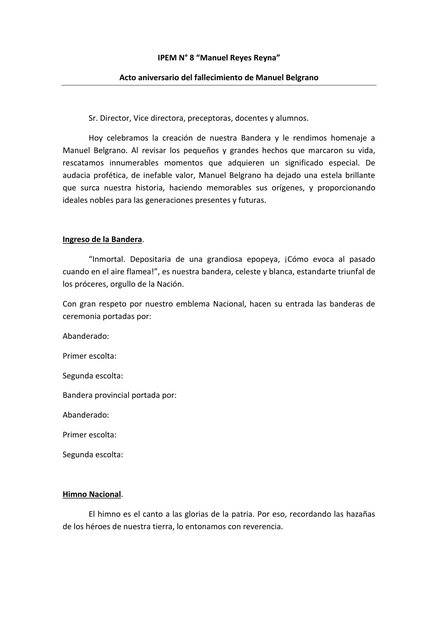 IPEM N° 8 “Manuel Reyes Reyna”
Acto aniversario del fallecimiento de Manuel Belgrano
Sr. Director, Vice directora, preceptoras, docentes y alumnos.
Hoy celebramos la creación de nuestra Bandera y le rendimos homenaje a
Manuel Belgrano. Al revisar los pequeños y grandes hechos que marcaron su vida,
rescatamos innumerables momentos que adquieren un significado especial. De
audacia profética, de inefable valor, Manuel Belgrano ha dejado una estela brillante
que surca nuestra historia, haciendo memorables sus orígenes, y proporcionando
ideales nobles para las generaciones presentes y futuras.
Ingreso de la Bandera.
“Inmortal. Depositaria de una grandiosa epopeya, ¡Cómo evoca al pasado
cuando en el aire flamea!”, es nuestra bandera, celeste y blanca, estandarte triunfal de
los próceres, orgullo de la Nación.
Con gran respeto por nuestro emblema Nacional, hacen su entrada las banderas de
ceremonia portadas por:
Abanderado:
Primer escolta:
Segunda escolta:
Bandera provincial portada por:
Abanderado:
Primer escolta:
Segunda escolta:
Himno Nacional.
El himno es el canto a las glorias de la patria. Por eso, recordando las hazañas
de los héroes de nuestra tierra, lo entonamos con reverencia.